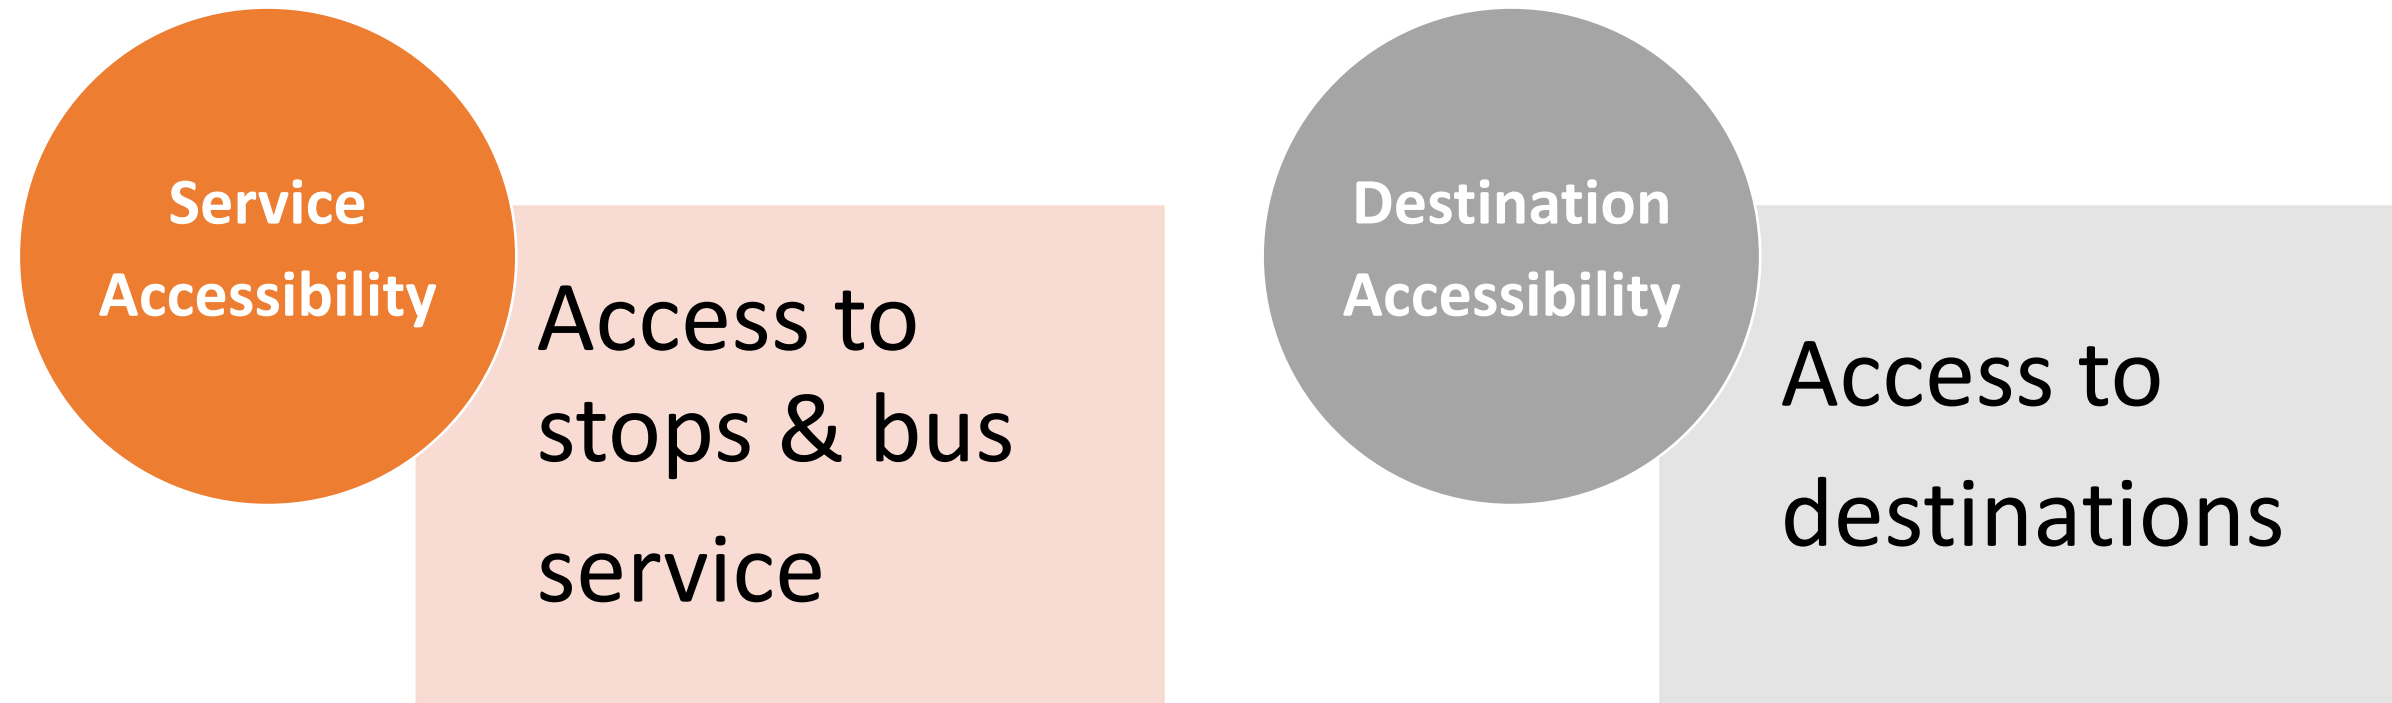 Service
Accessibility
Access to
stops & bus
service
Destination
Accessibility
Access to
destinations